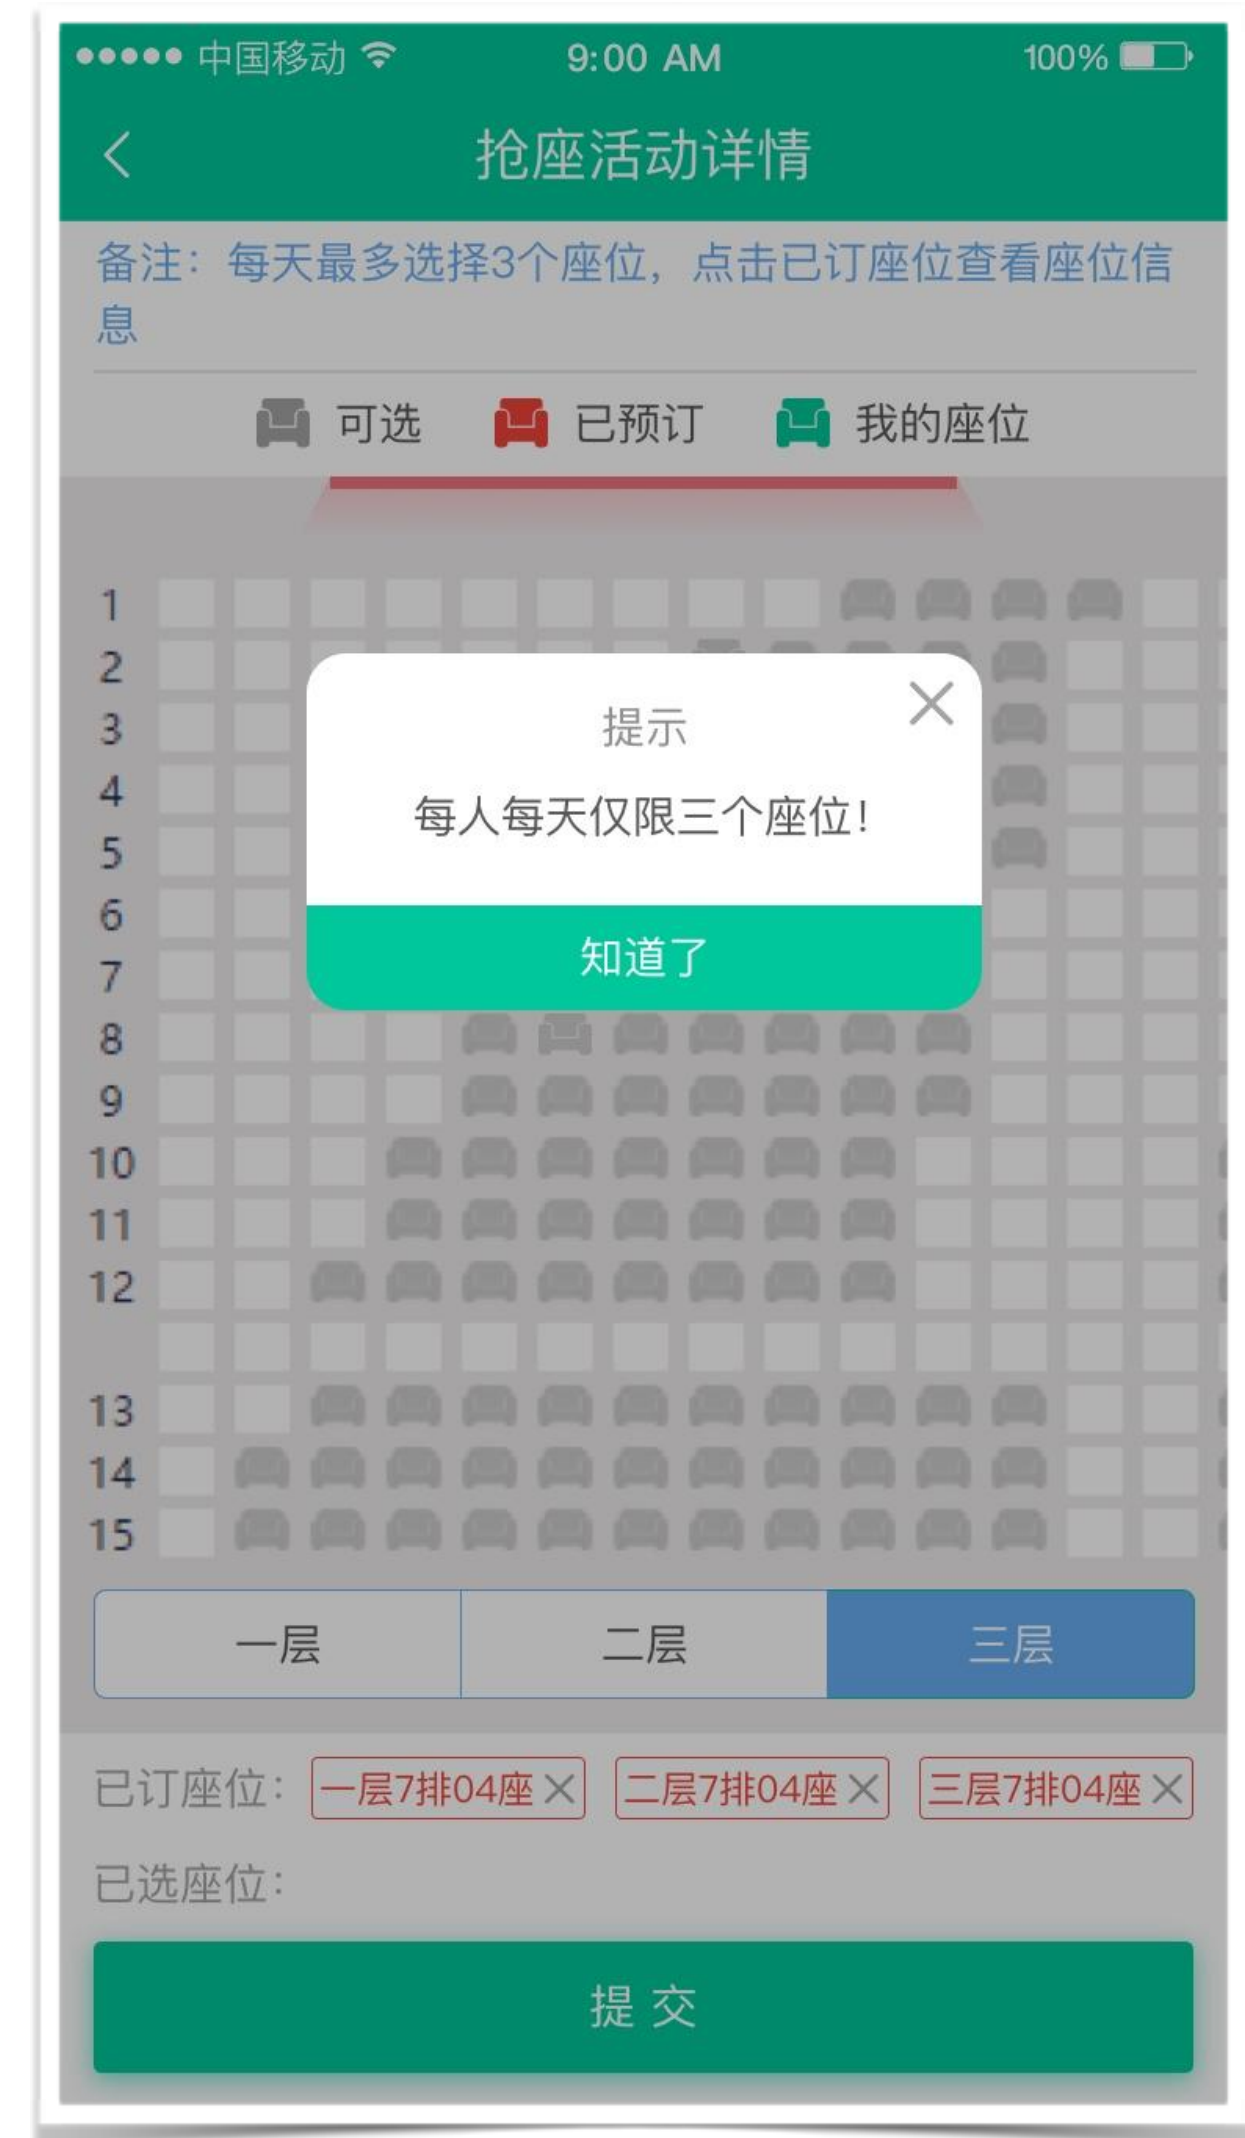 中国移动 9:00 AM 100%
抢座活动详情
备注：每天最多选择3个座位，点击已订座位查看座位信
息
可选 已预订 我的座位
1
2
3
4
5
6
7
8
9
10
11
12
13
14
15
提示
每人每天仅限三个座位！
知道了
一层 二层 三层
已订座位： 一层7排04座 二层7排04座 三层7排04座
已选座位：
提交